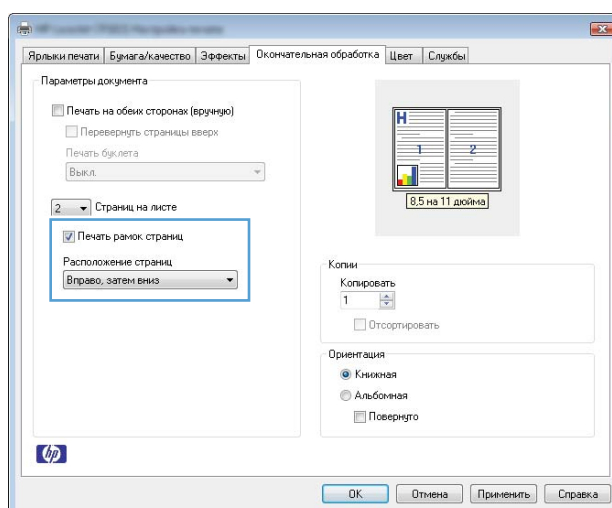 Ярлыки печати Бумага/качество Эффекты Окончательная обработка Цвет Службы
Параметры документа
Печать на обеих сторонах (вручную)
Перевернуть страницы вверх
Печать буклета
Выкл.
2 Страниц на листе
Печать рамок страниц
Расположение страниц
Вправо, затем вниз
H
1 2
8,5 на 11 дюйма
Копии
Копировать
1
Отсортировать
Ориентация
Книжная
Альбомная
Повернуто
hp
OK Отмена Применить Справка